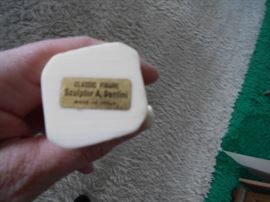 CLASSIC FIGURE
Sculptor A. Santini
MADE IN ITALY